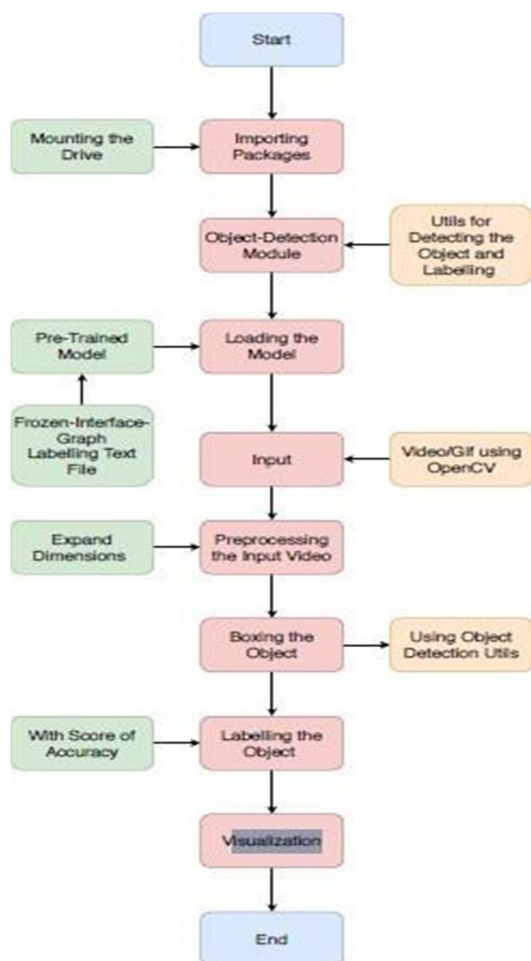 Start
Mounting the
Drive
Importing
Packages
Object-Detection
Module
Utils for
Detecting the
Object and
Labelling
Pre-Trained
Model
Loading the
Model
Frozen-Interface-
Graph
Labelling Text
File
Input
Video/Gif using
OpenCV
Expand
Dimensions
Preprocessing
the Input Video
Boxing the
Object
Using Object
Detection Utils
With Score of
Accuracy
Labelling the
Object
Visualization
End